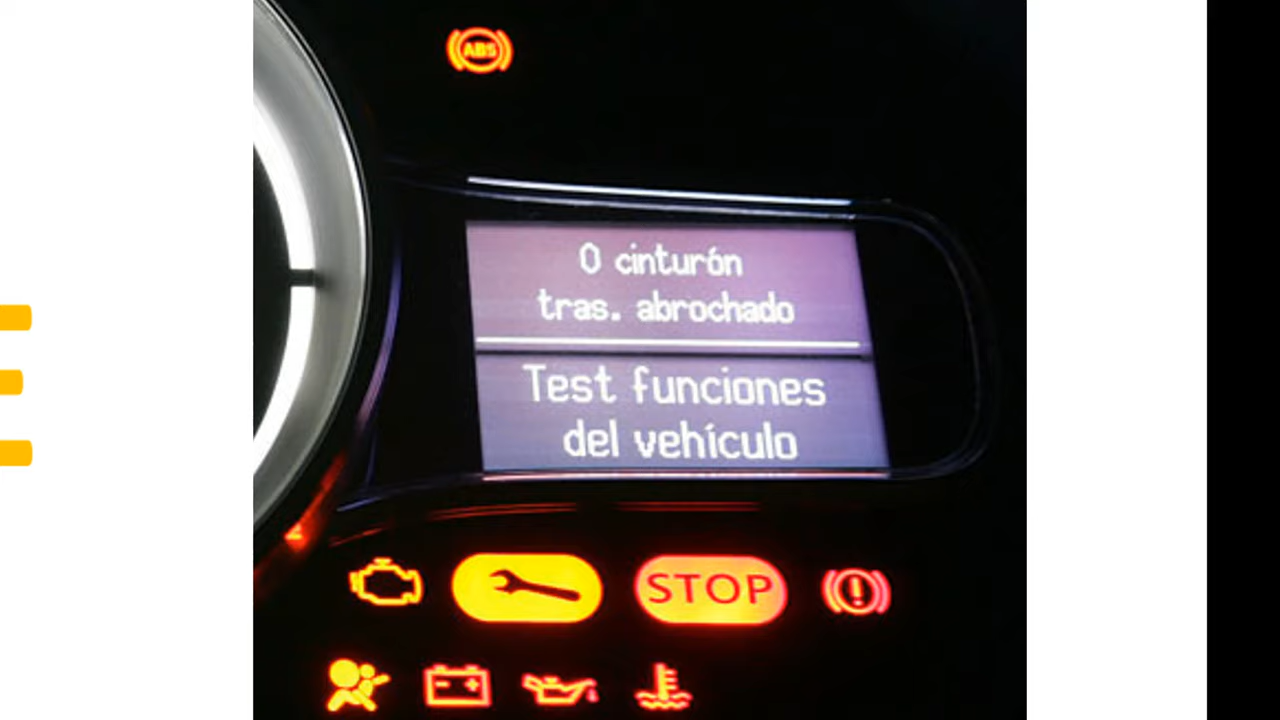 ABS
0 cinturón
tras. abrochado
Test funciones
del vehículo
STOP